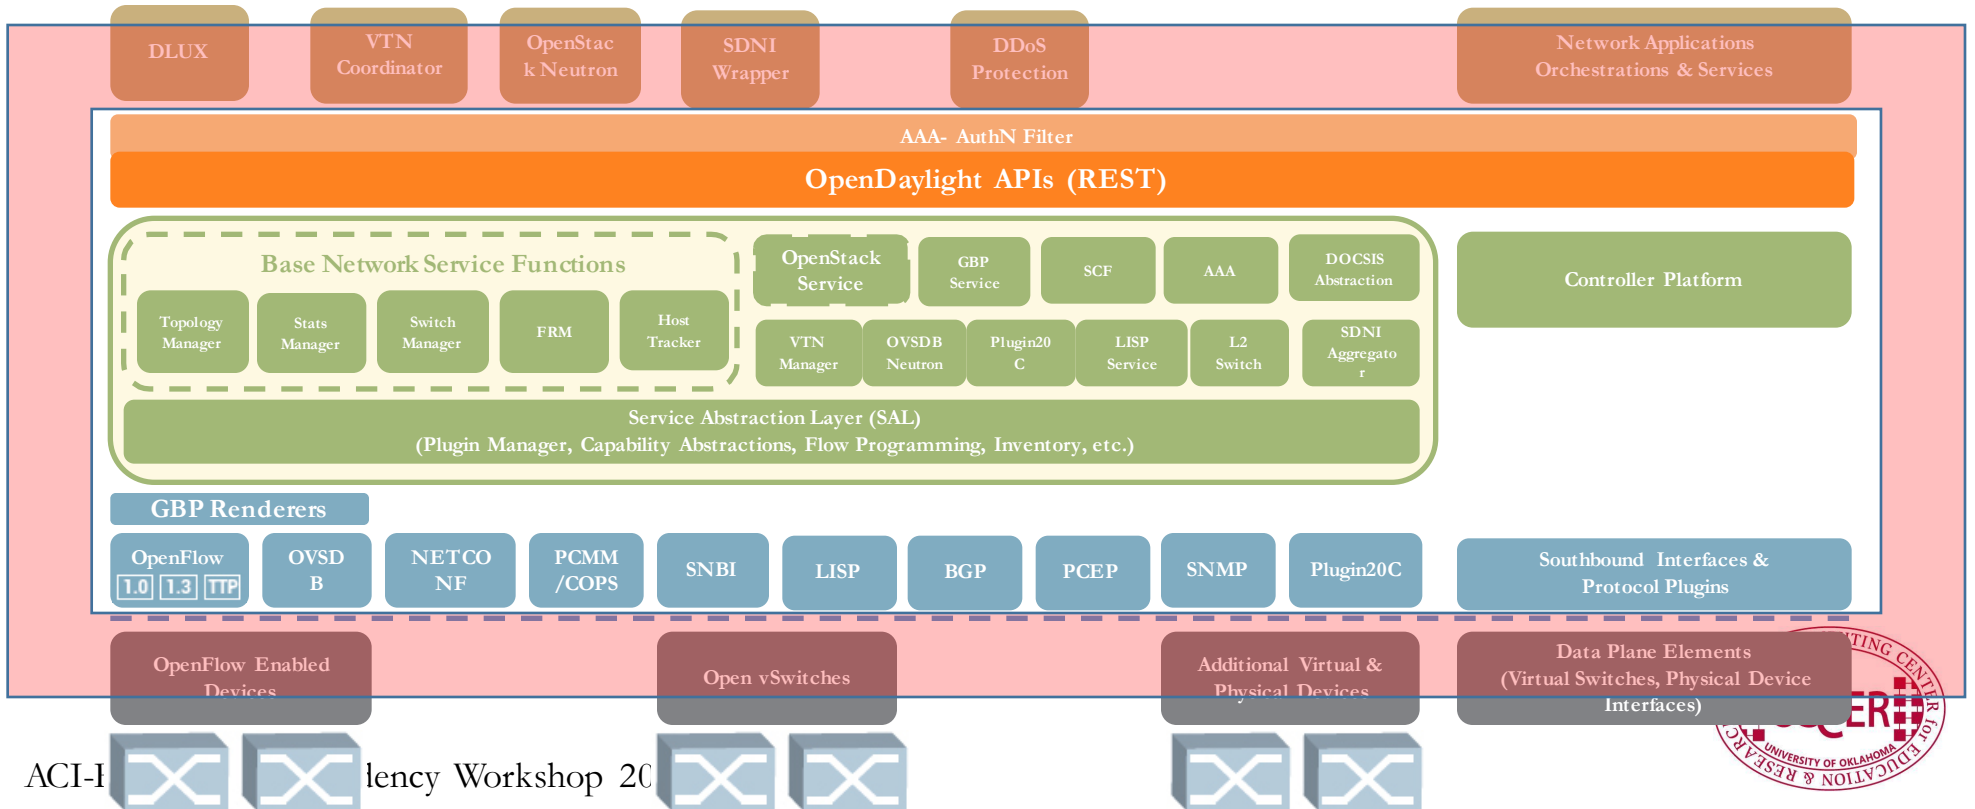 DLUX
VTN
Coordinator
OpenStac
k Neutron
SDNI
Wrapper
DDoS
Protection
Network Applications
Orchestrations & Services
AAA- AuthN Filter
OpenDaylight APIs (REST)
Base Network Service Functions
Topology
Manager
Stats
Manager
Switch
Manager
FRM
Host
Tracker
OpenStack
Service
GBP
Service
SCF
AAA
DOCSIS
Abstraction
VTN
Manager
OVSDB
Neutron
Plugin20
C
LISP
Service
L2
Switch
SDNI
Aggregato
r
Controller Platform
Service Abstraction Layer (SAL)
(Plugin Manager, Capability Abstractions, Flow Programming, Inventory, etc.)
GBP Renderers
OpenFlow
1.0 1.3 TTP
OVSD
B
NETCO
NF
PCMM
/COPS
SNBI
LISP
BGP
PCEP
SNMP
Plugin20C
Southbound Interfaces &
Protocol Plugins
OpenFlow Enabled
Devices
Open vSwitches
Additional Virtual &
Physical Devices
Data Plane Elements
(Virtual Switches, Physical Device
Interfaces)
for EDUCATION & RESEARC
UNIVERSITY OF OKLAHOMA
Workshop